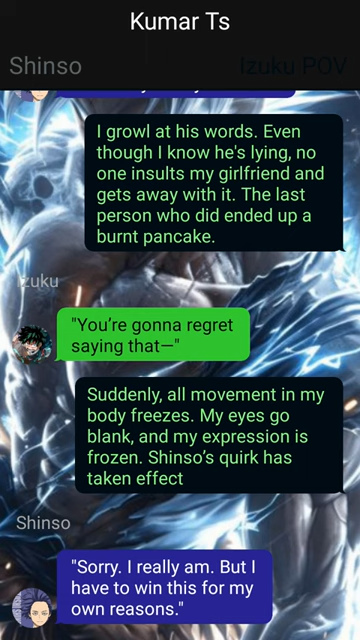 Kumar Ts
Shinso
Izuku POV
I growl at his words. Even
though I know he's lying, no
one insults my girlfriend and
gets away with it. The last
person who did ended up a
burnt pancake.
Izuku
"You’re gonna regret
saying that—"
Suddenly, all movement in my
body freezes. My eyes go
blank, and my expression is
frozen. Shinso’s quirk has
taken effect
Shinso
"Sorry. I really am. But I
have to win this for my
own reasons."